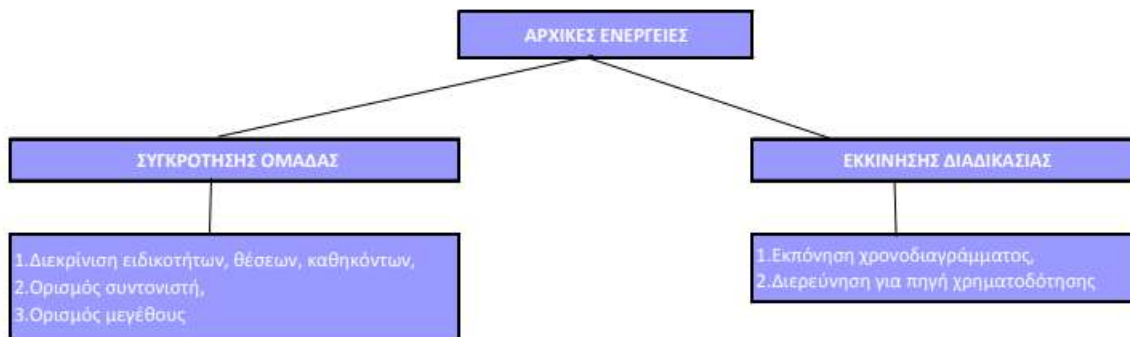 ΑΡΧΙΚΕΣ ΕΝΕΡΓΕΙΕΣ
ΣΥΓΚΡΟΤΗΣΗΣ ΟΜΑΔΑΣ
ΕΚΚΙΝΗΣΗΣ ΔΙΑΔΙΚΑΣΙΑΣ
1.Διεκρίνιση ειδικοτήτων, θέσεων, καθηκόντων,
2.Ορισμός συντονιστή,
3.Ορισμός μεγέθους
1.Εκπόνηση χρονοδιαγράμματος,
2.Διερεύνηση για πηγή χρηματοδότησης